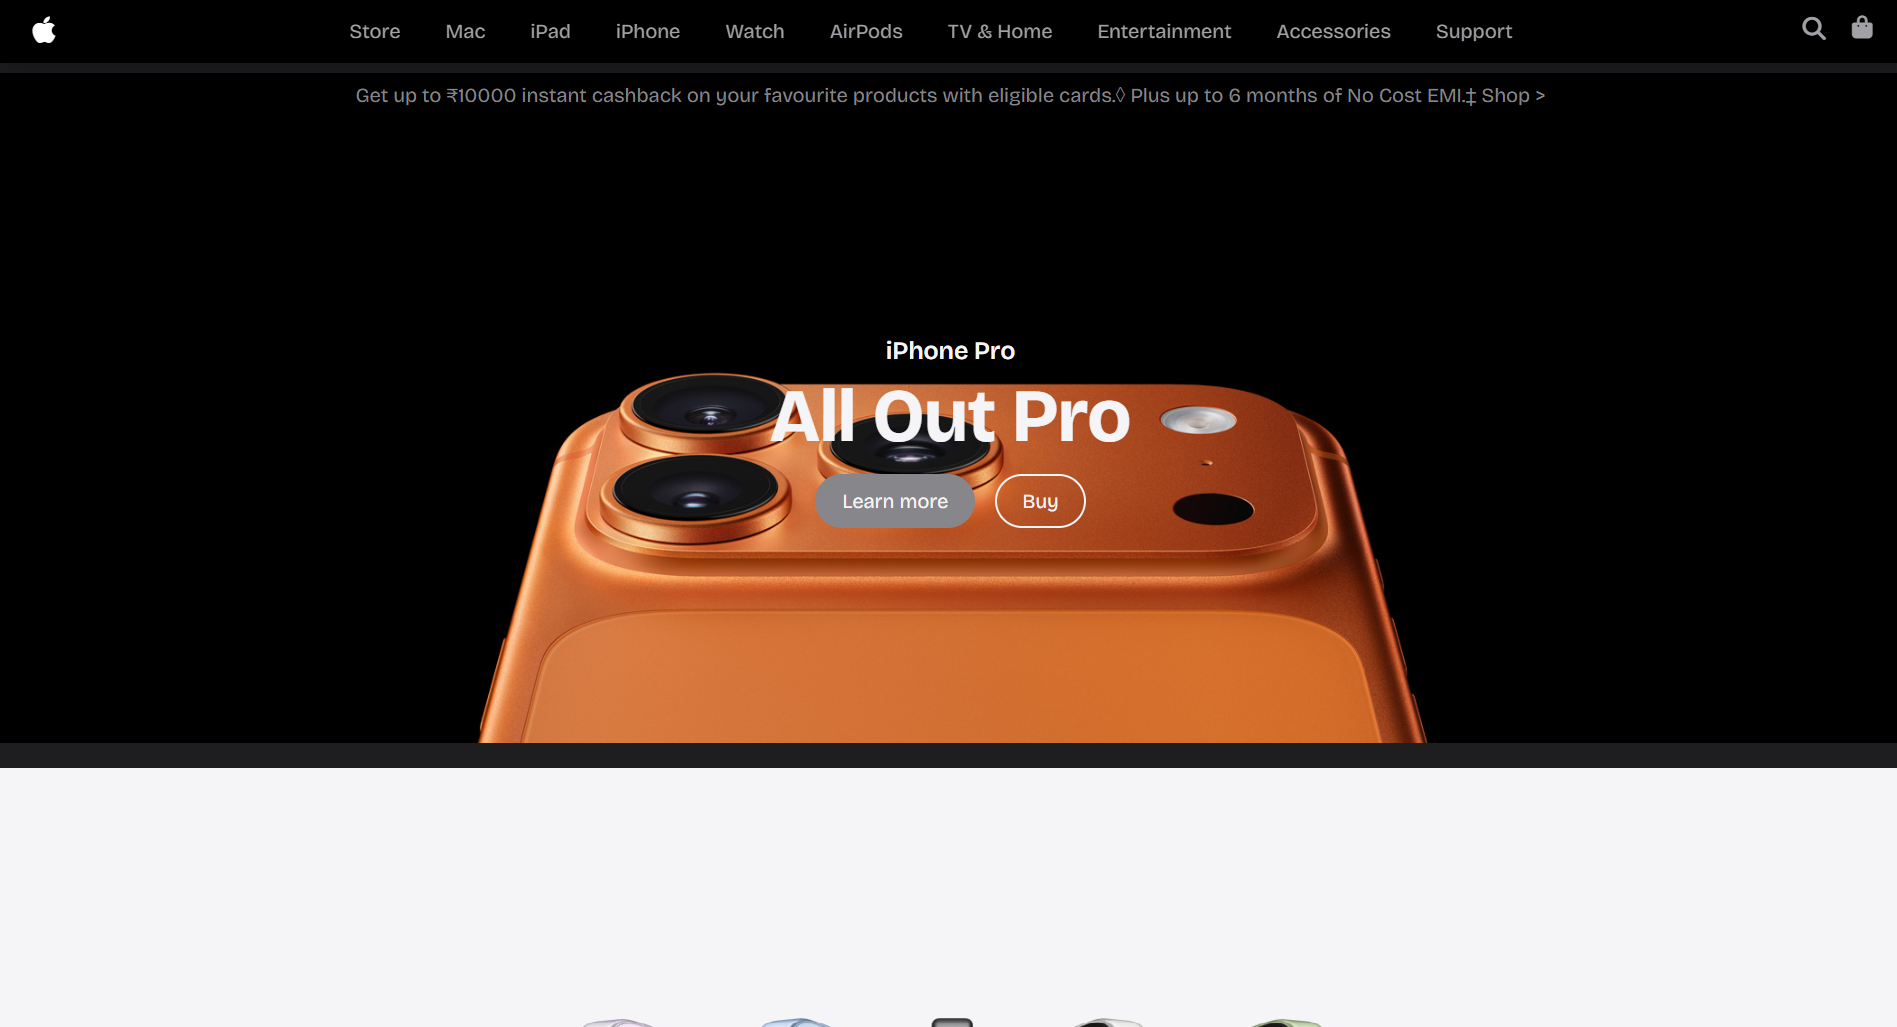 Store Mac iPad iPhone Watch AirPods TV & Home Entertainment Accessories Support
Get up to ₹10000 instant cashback on your favourite products with eligible cards.◊ Plus up to 6 months of No Cost EMI.‡ Shop >
iPhone Pro
All Out Pro
Learn more Buy